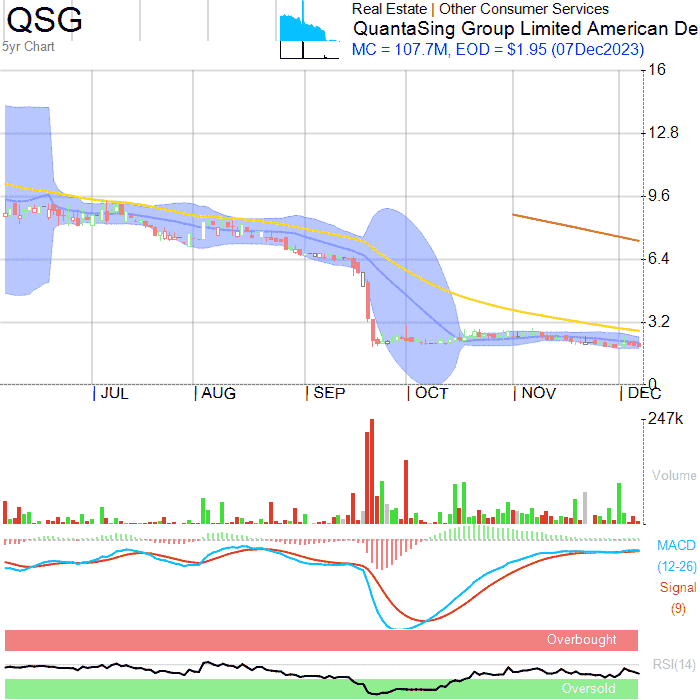 QSG
5yr Chart
Real Estate | Other Consumer Services
QuantaSing Group Limited American De
MC = 107.7M, EOD = $1.95 (07Dec2023)
16
12.8
9.6
6.4
3.2
0
JUL AUG SEP OCT NOV DEC
247k
Volume
MACD
(12-26)
Signal
(9)
Overbought
RSI(14)
Oversold